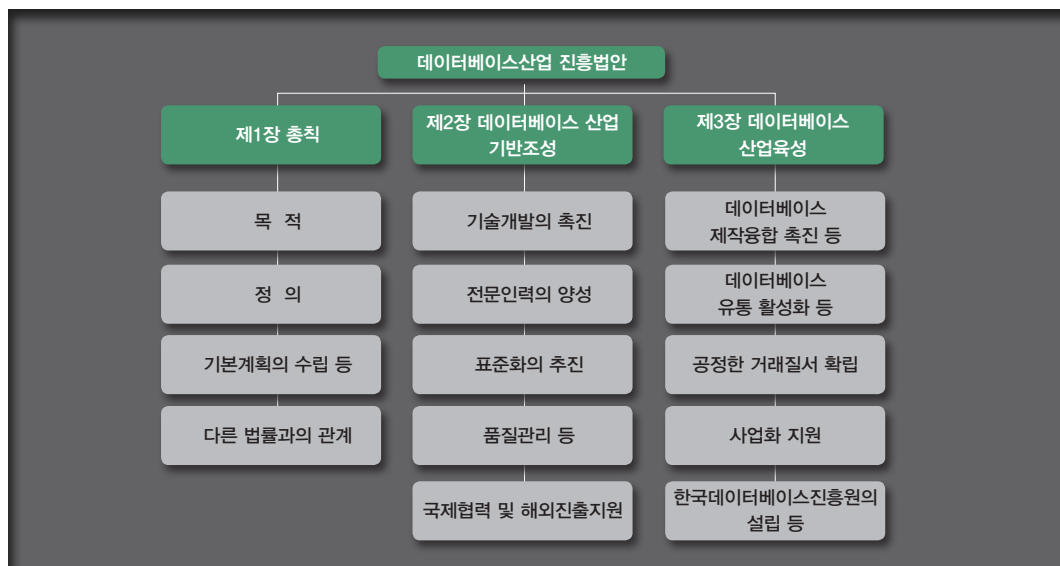 데이터베이스산업 진흥법안
제1장 총칙
목 적
정 의
기본계획의 수립 등
다른 법률과의 관계
제2장 데이터베이스 산업
기반조성
기술개발의 촉진
전문인력의 양성
표준화의 추진
품질관리 등
국제협력 및 해외진출지원
제3장 데이터베이스
산업육성
데이터베이스
제작융합 촉진 등
데이터베이스
유통 활성화 등
공정한 거래질서 확립
사업화 지원
한국데이터베이스진흥원의
설립 등